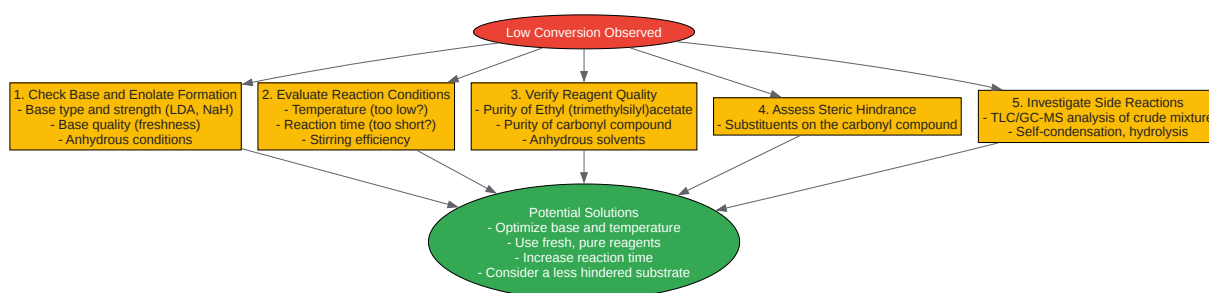 Low Conversion Observed
1. Check Base and Enolate Formation
- Base type and strength (LDA, NaH)
- Base quality (freshness)
- Anhydrous conditions
2. Evaluate Reaction Conditions
- Temperature (too low?)
- Reaction time (too short?)
- Stirring efficiency
3. Verify Reagent Quality
- Purity of Ethyl (trimethylsilyl)acetate
- Purity of carbonyl compound
- Anhydrous solvents
4. Assess Steric Hindrance
- Substituents on the carbonyl compound
5. Investigate Side Reactions
- TLC/GC-MS analysis of crude mixture
- Self-condensation, hydrolysis
Potential Solutions
- Optimize base and temperature
- Use fresh, pure reagents
- Increase reaction time
- Consider a less hindered substrate